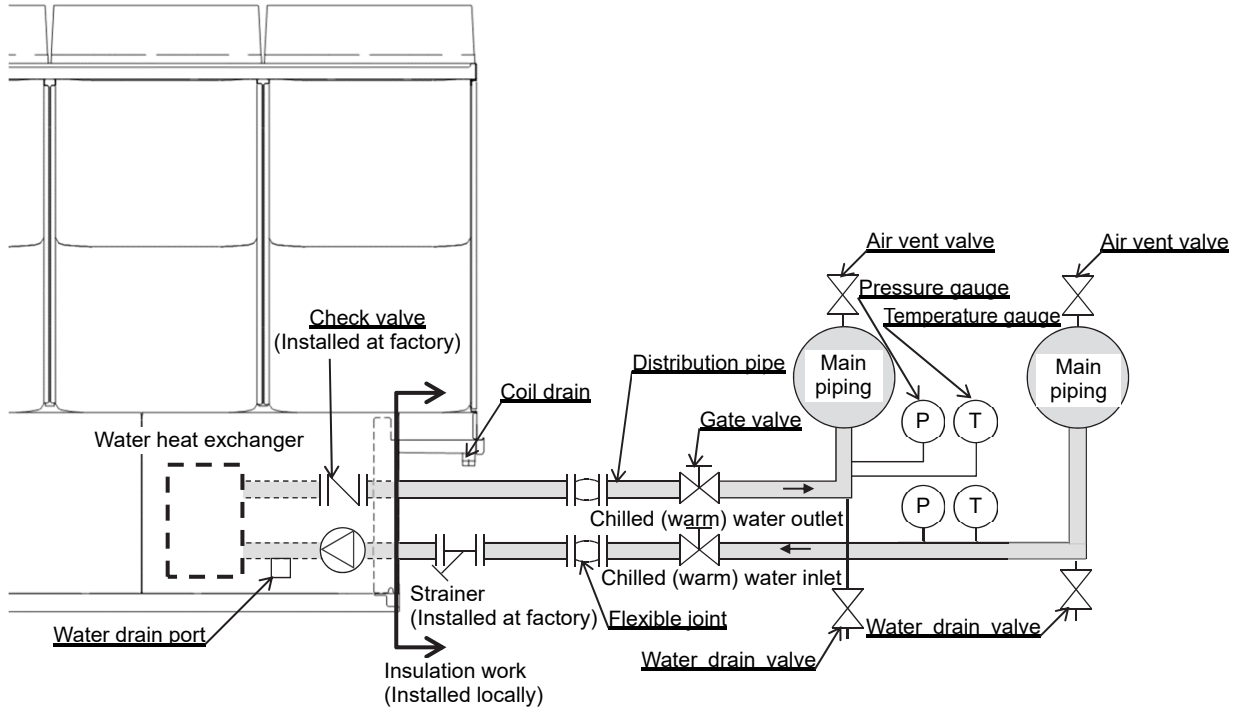 Air vent valve
Air vent valve
Pressure gauge
Temperature gauge
Check valve
(Installed at factory)
Main
piping
Main
piping
Distribution pipe
Coil drain
Gate valve
P
T
Water heat exchanger
P
T
Chilled (warm) water outlet
Chilled (warm) water inlet
Strainer
(Installed at factory)
Flexible joint
Water drain port
Water drain valve
Water drain valve
Insulation work
(Installed locally)